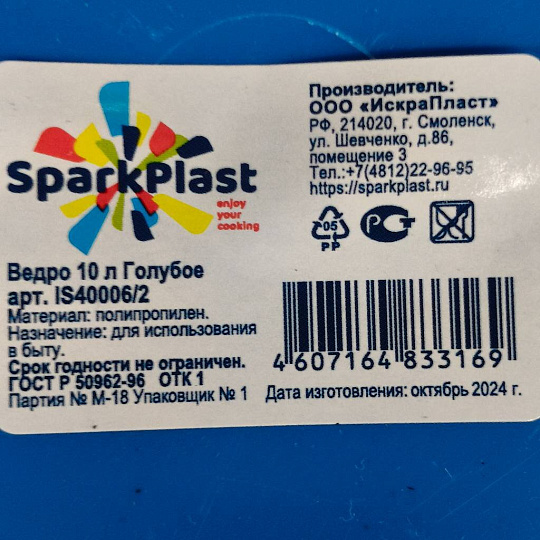 SparkPlast
enjoy
your
cooking
Производитель:
ООО «ИскраПласт»
РФ, 214020, г. Смоленск,
ул. Шевченко, д.86,
помещение 3
Тел.:+7(4812)22-96-95
https://sparkplast.ru
05
PP
РСТ
Ведро 10 л Голубое
арт. IS40006/2
Материал: полипропилен.
Назначение: для использования
в быту.
Срок годности не ограничен.
ГОСТ Р 50962-96 ОТК 1
Партия № М-18 Упаковщик № 1
4 607164 833169
Дата изготовления: октябрь 2024 г.